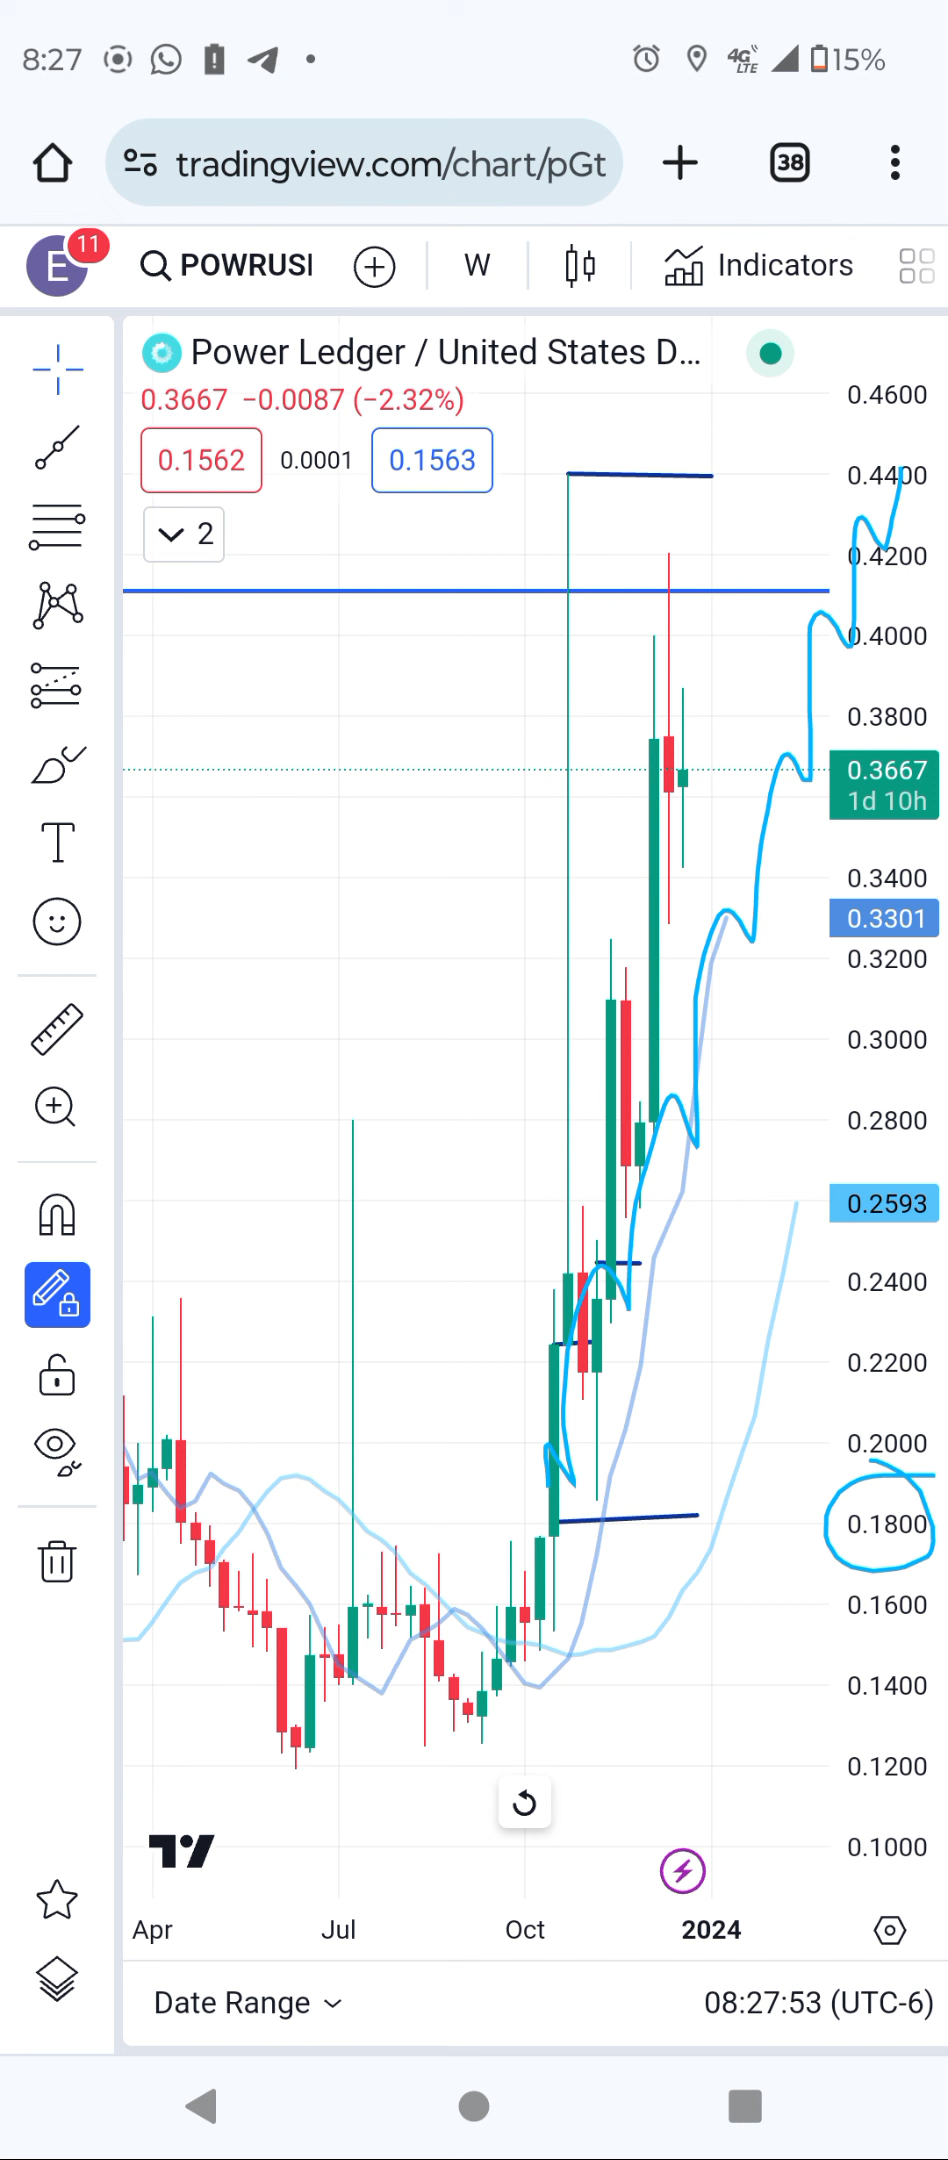 8:27
4G LTE
15%
tradingview.com/chart/pGt
38
E
11
POWRUSI
W
Indicators
Power Ledger / United States D...
0.3667 −0.0087 (−2.32%)
0.1562
0.0001
0.1563
2
0.4600
0.4400
0.4200
0.4000
0.3800
0.3667
1d 10h
0.3400
0.3301
0.3200
0.3000
0.2800
0.2593
0.2400
0.2200
0.2000
0.1800
0.1600
0.1400
0.1200
0.1000
Apr
Jul
Oct
2024
Date Range
08:27:53 (UTC-6)